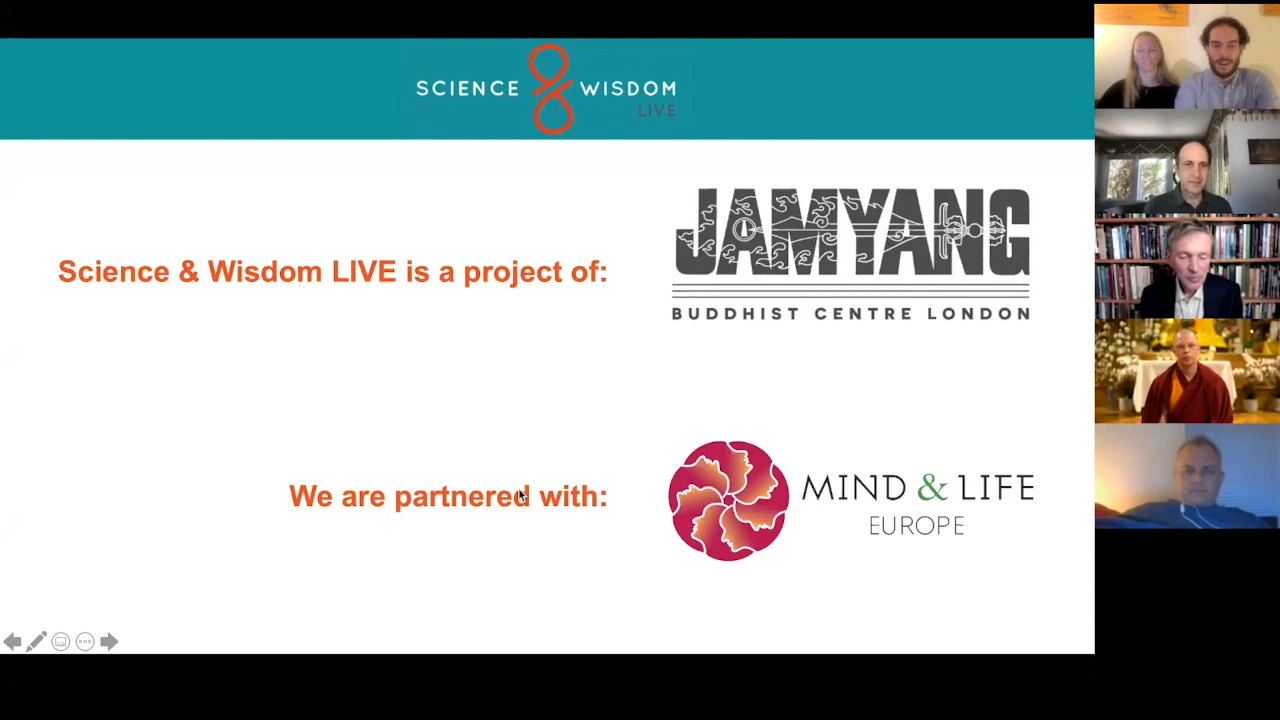 SCIENCE & WISDOM
LIVE
Science & Wisdom LIVE is a project of:
JAMYANG
BUDDHIST CENTRE LONDON
We are partnered with:
MIND & LIFE
EUROPE